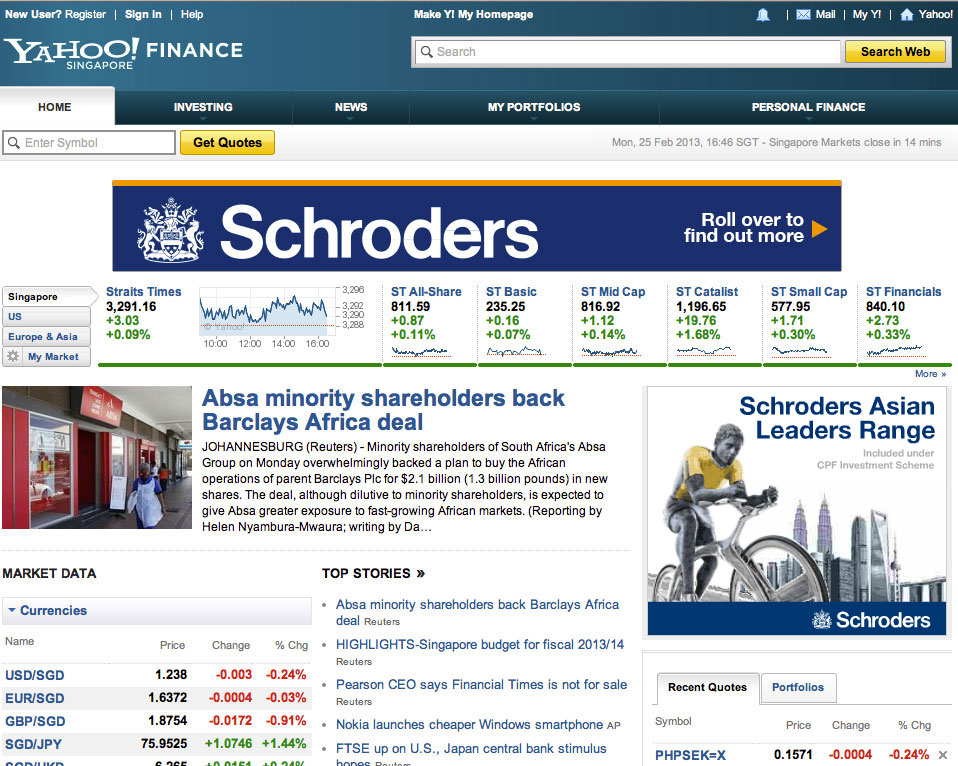 New User? Register | Sign In | Help
Make Y! My Homepage
Mail | My Y! | Yahoo!
YAHOO! FINANCE
SINGAPORE
Search
Search Web
HOME
INVESTING
NEWS
MY PORTFOLIOS
PERSONAL FINANCE
Enter Symbol
Get Quotes
Mon, 25 Feb 2013, 16:46 SGT - Singapore Markets close in 14 mins
Schroders
Roll over to
find out more
Singapore
US
Europe & Asia
My Market
Straits Times
3,291.16
+3.03
+0.09%
3,296
3,292
3,290
3,288
© Yahoo!
10:00 12:00 14:00 16:00
ST All-Share
811.59
+0.87
+0.11%
ST Basic
235.25
+0.16
+0.07%
ST Mid Cap
816.92
+1.12
+0.14%
ST Catalist
1,196.65
+19.76
+1.68%
ST Small Cap
577.95
+1.71
+0.30%
ST Financials
840.10
+2.73
+0.33%
More »
Absa minority shareholders back
Barclays Africa deal
JOHANNESBURG (Reuters) - Minority shareholders of South Africa's Absa
Group on Monday overwhelmingly backed a plan to buy the African
operations of parent Barclays Plc for $2.1 billion (1.3 billion pounds) in new
shares. The deal, although dilutive to minority shareholders, is expected to
give Absa greater exposure to fast-growing African markets. (Reporting by
Helen Nyambura-Mwaura; writing by Da…
Schroders Asian
Leaders Range
Included under
CPF Investment Scheme
Schroders
MARKET DATA
Currencies
Name Price Change % Chg
USD/SGD 1.238 -0.003 -0.24%
EUR/SGD 1.6372 -0.0004 -0.03%
GBP/SGD 1.8754 -0.0172 -0.91%
SGD/JPY 75.9525 +1.0746 +1.44%
SGD/HKD 6.265 +0.0151 +0.24%
TOP STORIES »
Absa minority shareholders back Barclays Africa
deal Reuters
HIGHLIGHTS-Singapore budget for fiscal 2013/14
Reuters
Pearson CEO says Financial Times is not for sale
Reuters
Nokia launches cheaper Windows smartphone AP
FTSE up on U.S., Japan central bank stimulus
hopes Reuters
Recent Quotes
Portfolios
Symbol Price Change % Chg
PHPSEK=X 0.1571 -0.0004 -0.24%